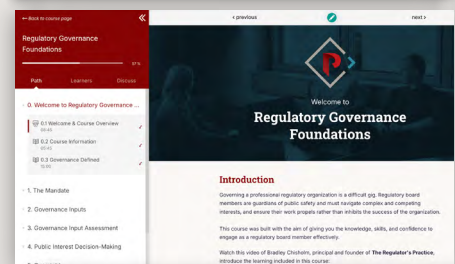 ← Back to course page
«
Regulatory Governance
Foundations
57 %
Path
Learners
Discuss
0. Welcome to Regulatory Governance ...
0.1 Welcome & Course Overview
0.2 Course Information
0.3 Governance Defined
10:00
1. The Mandate
2. Governance Inputs
3. Governance Input Assessment
4. Public Interest Decision-Making
‹ previous
next ›
Welcome to
Regulatory Governance
Foundations
Introduction
Governing a professional regulatory organization is a difficult gig. Regulatory board
members are guardians of public safety and must navigate complex and competing
interests, and ensure their work propels rather than inhibits the success of the organization.
This course was built with the aim of giving you the knowledge, skills, and confidence to
engage as a regulatory board member effectively.
Watch this video of Bradley Chisholm, principal and founder of The Regulator's Practice,
introduce the learning included in this course: